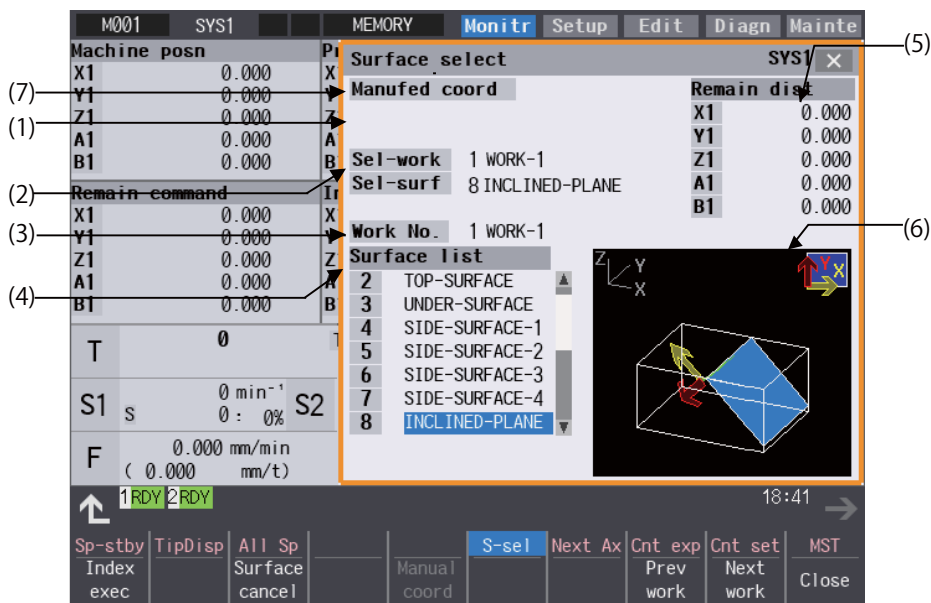 M001 SYS1 MEMORY Monitr Setup Edit Diagn Mainte
Machine posn
X1 0.000
Y1 0.000
Z1 0.000
A1 0.000
B1 0.000
Remain command
X1 0.000
Y1 0.000
Z1 0.000
A1 0.000
B1 0.000
T 0
S1 S 0 min⁻¹ S2
0: 0%
F 0.000 mm/min
( 0.000 mm/t)
Surface select SYS1 ×
Manufed coord
Remain dist
X1 0.000
Y1 0.000
Z1 0.000
A1 0.000
B1 0.000
Sel-work 1 WORK-1
Sel-surf 8 INCLINED-PLANE
Work No. 1 WORK-1
Surface list
2 TOP-SURFACE
3 UNDER-SURFACE
4 SIDE-SURFACE-1
5 SIDE-SURFACE-2
6 SIDE-SURFACE-3
7 SIDE-SURFACE-4
8 INCLINED-PLANE
Z Y
X
Y X
1 RDY 2 RDY 18:41
Sp-stby TipDisp All Sp S-sel Next Ax Cnt exp Cnt set MST
Index exec
Surface cancel
Manual coord
Prev work
Next work
Close
(7)
(1)
(2)
(3)
(4)
(5)
(6)